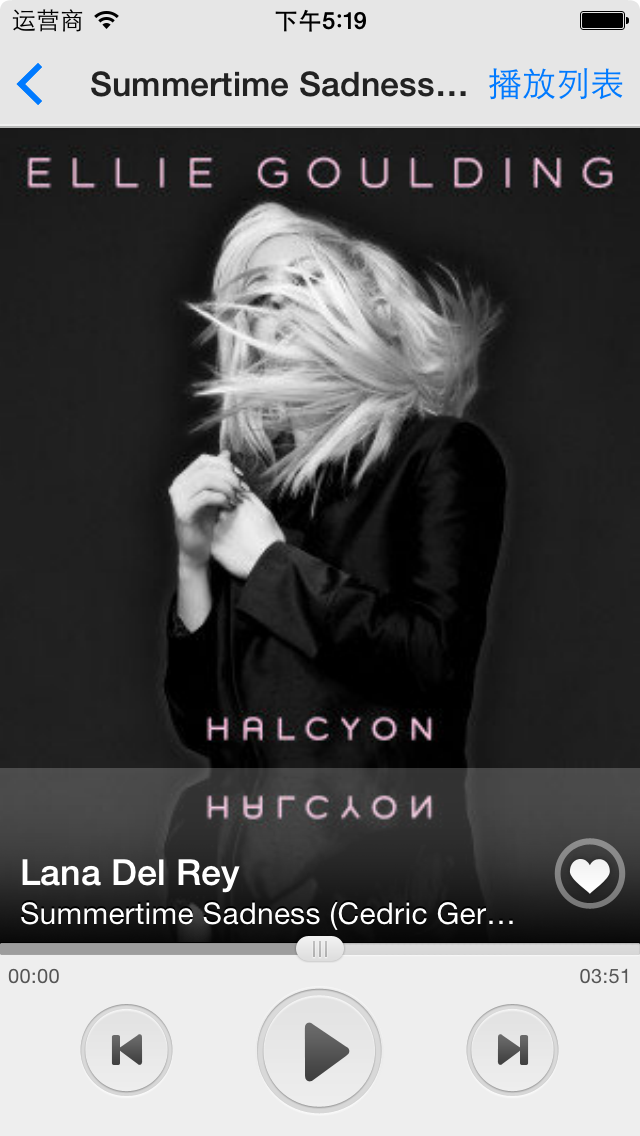 运营商
下午5:19
Summertime Sadness...
播放列表
ELLIE GOULDING
HALCYON
HALCYON
Lana Del Rey
Summertime Sadness (Cedric Ger...
00:00
03:51